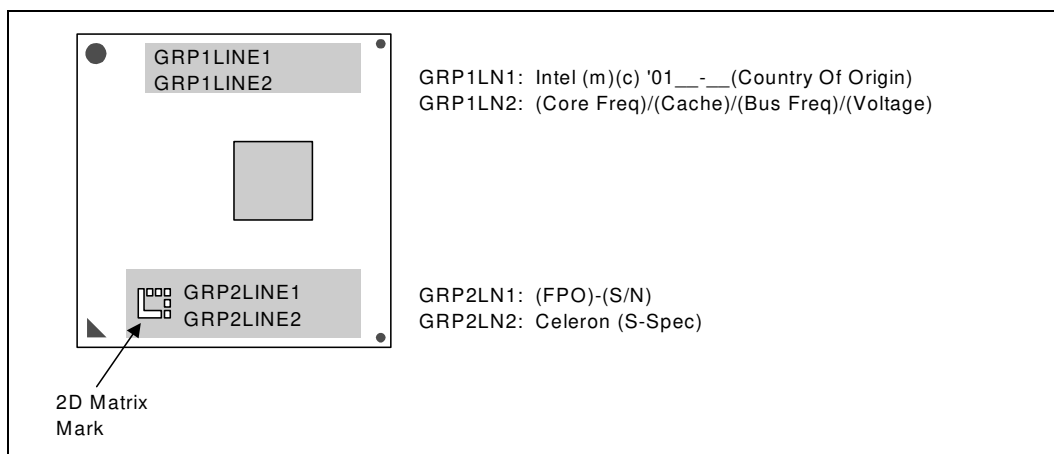 GRP1LINE1
GRP1LINE2
GRP1LN1: Intel (m)(c) '01__-__(Country Of Origin)
GRP1LN2: (Core Freq)/(Cache)/(Bus Freq)/(Voltage)
GRP2LINE1
GRP2LINE2
GRP2LN1: (FPO)-(S/N)
GRP2LN2: Celeron (S-Spec)
2D Matrix
Mark